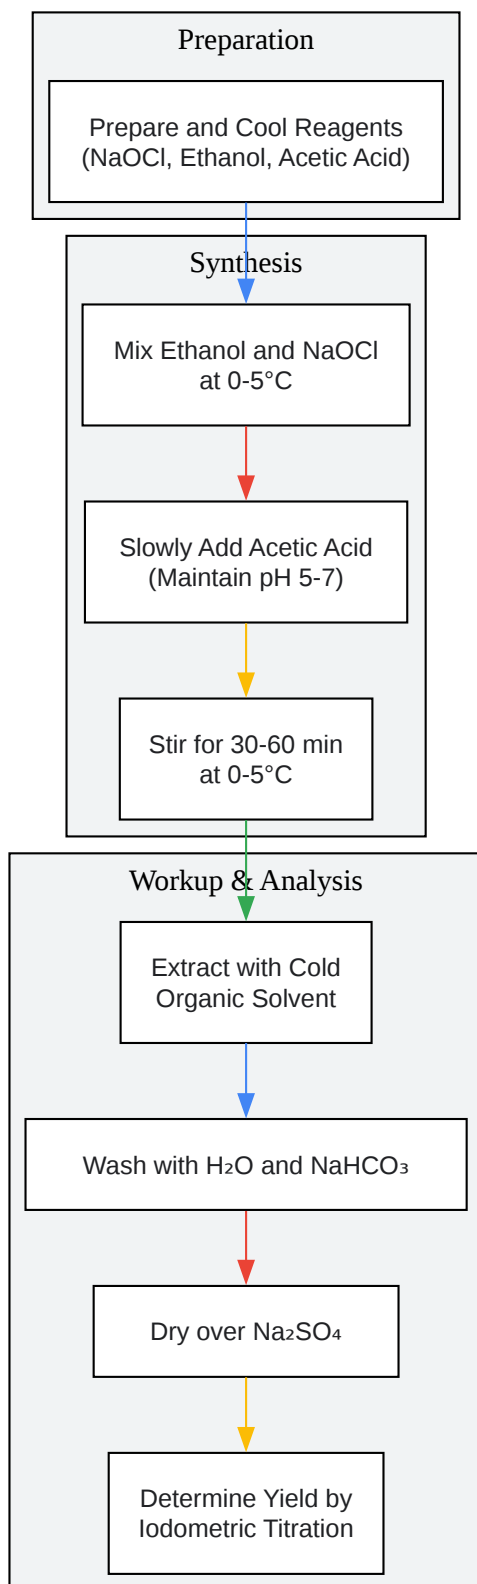 Preparation
Prepare and Cool Reagents
(NaOCl, Ethanol, Acetic Acid)
Synthesis
Mix Ethanol and NaOCl
at 0-5°C
Slowly Add Acetic Acid
(Maintain pH 5-7)
Stir for 30-60 min
at 0-5°C
Workup & Analysis
Extract with Cold
Organic Solvent
Wash with H₂O and NaHCO₃
Dry over Na₂SO₄
Determine Yield by
Iodometric Titration